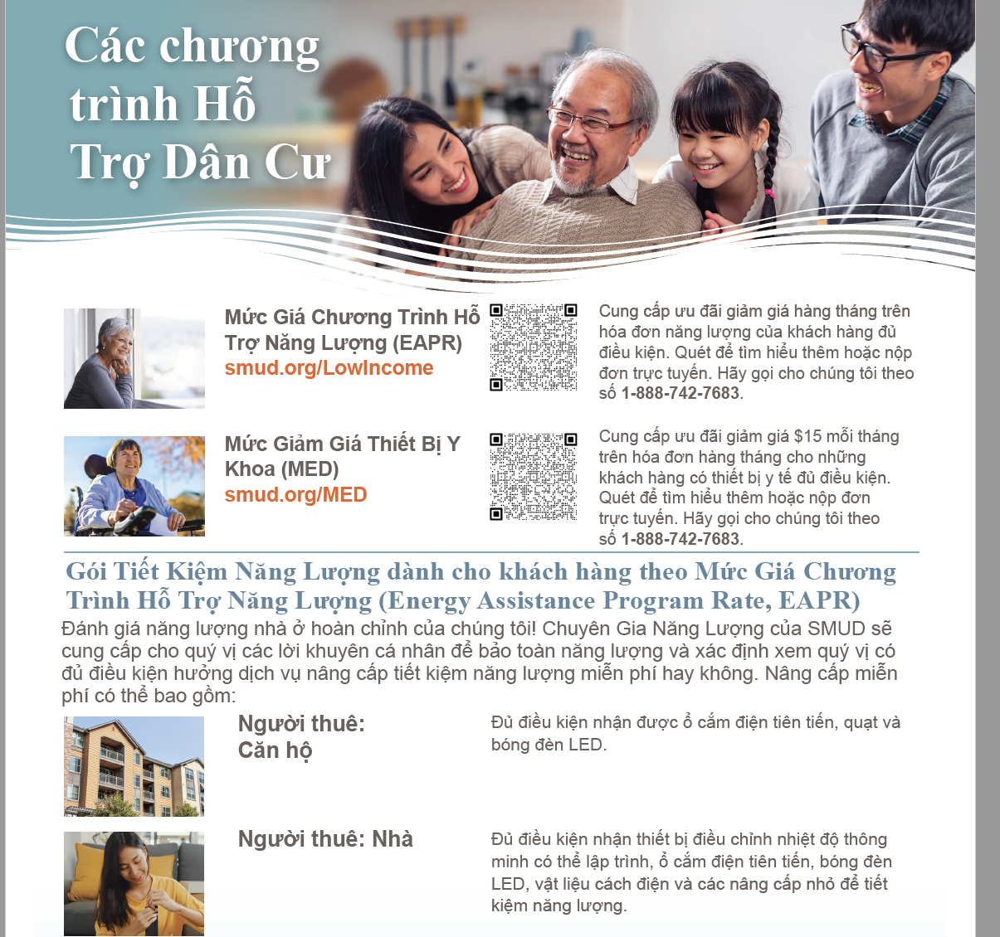 Các chương
trình Hỗ
Trợ Dân Cư
Mức Giá Chương Trình Hỗ
Trợ Năng Lượng (EAPR)
smud.org/LowIncome
Cung cấp ưu đãi giảm giá hàng tháng trên
hóa đơn năng lượng của khách hàng đủ
điều kiện. Quét để tìm hiểu thêm hoặc nộp
đơn trực tuyến. Hãy gọi cho chúng tôi theo
số 1-888-742-7683.
Mức Giảm Giá Thiết Bị Y
Khoa (MED)
smud.org/MED
Cung cấp ưu đãi giảm giá $15 mỗi tháng
trên hóa đơn hàng tháng cho những
khách hàng có thiết bị y tế đủ điều kiện.
Quét để tìm hiểu thêm hoặc nộp đơn
trực tuyến. Hãy gọi cho chúng tôi theo
số 1-888-742-7683.
Gói Tiết Kiệm Năng Lượng dành cho khách hàng theo Mức Giá Chương
Trình Hỗ Trợ Năng Lượng (Energy Assistance Program Rate, EAPR)
Đánh giá năng lượng nhà ở hoàn chỉnh của chúng tôi! Chuyên Gia Năng Lượng của SMUD sẽ
cung cấp cho quý vị các lời khuyên cá nhân để bảo toàn năng lượng và xác định xem quý vị có
đủ điều kiện hưởng dịch vụ nâng cấp tiết kiệm năng lượng miễn phí hay không. Nâng cấp miễn
phí có thể bao gồm:
Người thuê:
Căn hộ
Đủ điều kiện nhận được ổ cắm điện tiên tiến, quạt và
bóng đèn LED.
Người thuê: Nhà
Đủ điều kiện nhận thiết bị điều chỉnh nhiệt độ thông
minh có thể lập trình, ổ cắm điện tiên tiến, bóng đèn
LED, vật liệu cách điện và các nâng cấp nhỏ để tiết
kiệm năng lượng.